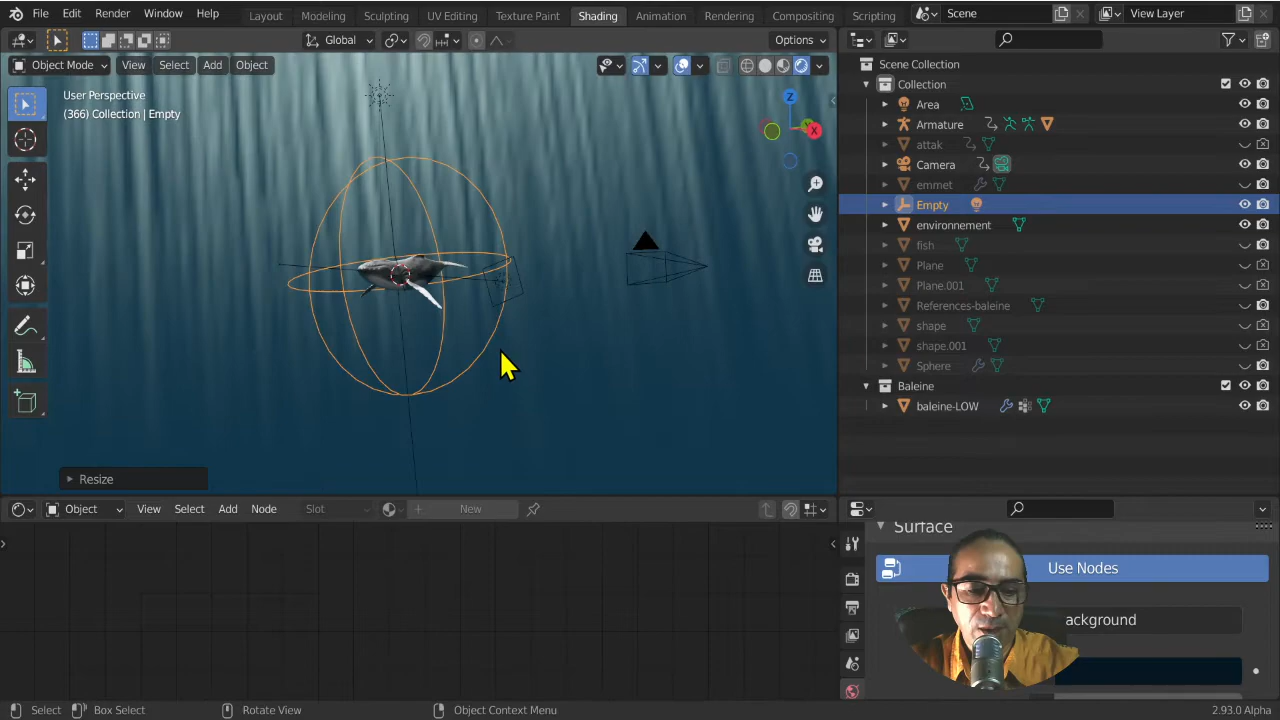 File Edit Render Window Help Layout Modeling Sculpting UV Editing Texture Paint Shading Animation Rendering Compositing Scripting Scene View Layer
Global Options
Object Mode View Select Add Object
User Perspective
(366) Collection | Empty
Z
X
Resize
Scene Collection
Collection
Area
Armature
attak
Camera
emmet
Empty
environnement
fish
Plane
Plane.001
References-baleine
shape
shape.001
Sphere
Baleine
baleine-LOW
Object View Select Add Node Slot New
Surface
Use Nodes
ackground
Select Box Select Rotate View Object Context Menu 2.93.0 Alpha